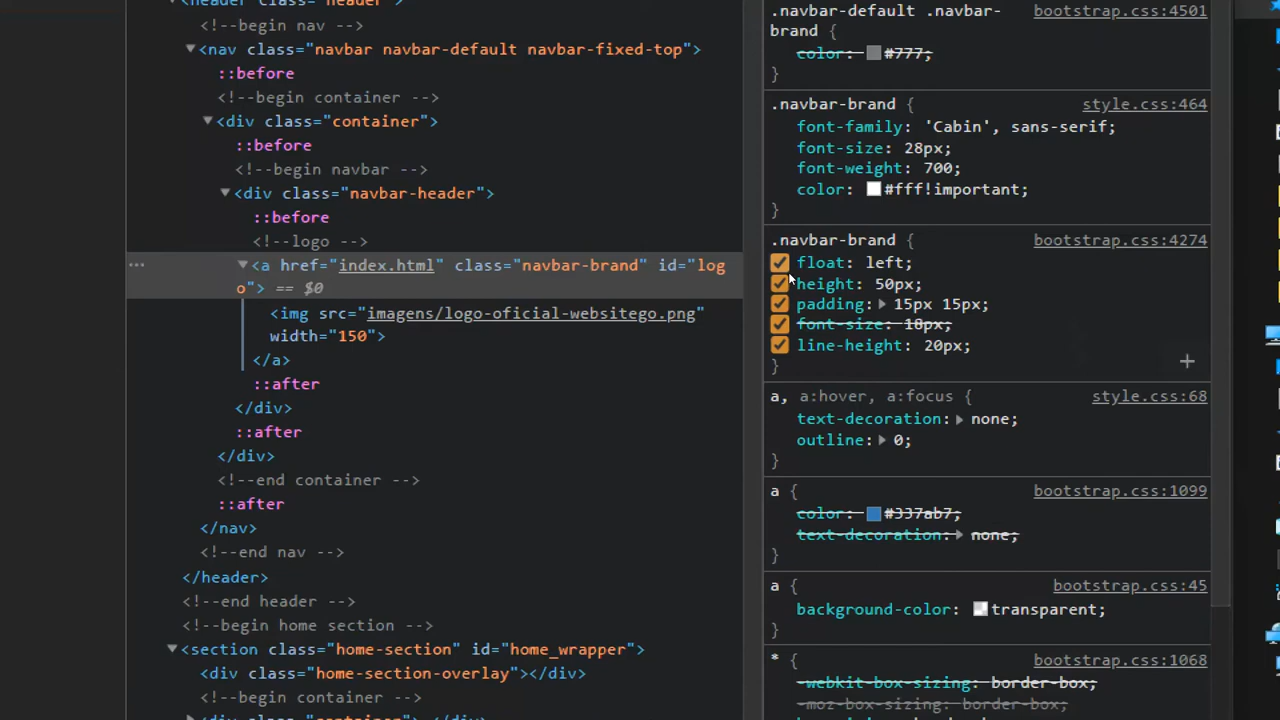 <header class="header">
<!--begin nav -->
<nav class="navbar navbar-default navbar-fixed-top">
::before
<!--begin container -->
<div class="container">
::before
<!--begin navbar -->
<div class="navbar-header">
::before
<!--logo -->
<a href="index.html" class="navbar-brand" id="log
o"> == $0
<img src="imagens/logo-oficial-websitego.png"
width="150">
</a>
::after
</div>
::after
</div>
<!--end container -->
::after
</nav>
<!--end nav -->
</header>
<!--end header -->
<!--begin home section -->
<section class="home-section" id="home_wrapper">
<div class="home-section-overlay"></div>
<!--begin container -->
.navbar-default .navbar- bootstrap.css:4501
brand {
color: #777;
}
.navbar-brand { style.css:464
font-family: 'Cabin', sans-serif;
font-size: 28px;
font-weight: 700;
color: #fff!important;
}
.navbar-brand { bootstrap.css:4274
float: left;
height: 50px;
padding: 15px 15px;
font-size: 18px;
line-height: 20px;
}
a, a:hover, a:focus { style.css:68
text-decoration: none;
outline: 0;
}
a { bootstrap.css:1099
color: #337ab7;
text-decoration: none;
}
a { bootstrap.css:45
background-color: transparent;
}
* { bootstrap.css:1068
-webkit-box-sizing: border-box;
-moz-box-sizing: border-box;